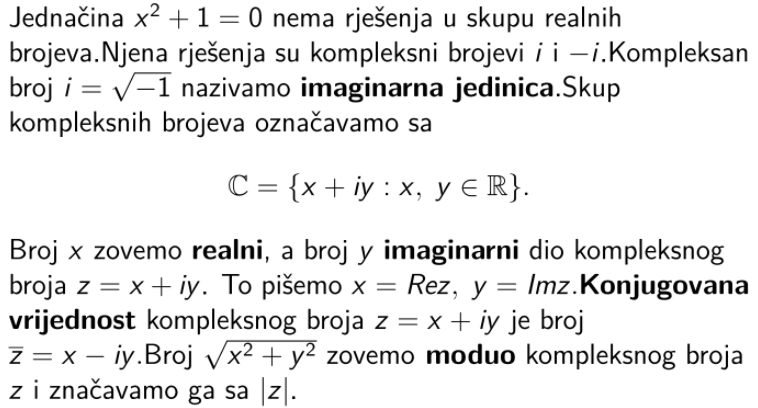 Jednačina x² + 1 = 0 nema rješenja u skupu realnih
brojeva.Njena rješenja su kompleksni brojevi i i −i.Kompleksan
broj i = √−1 nazivamo imaginarna jedinica.Skup
kompleksnih brojeva označavamo sa
ℂ = {x + iy : x, y ∈ ℝ}.
Broj x zovemo realni, a broj y imaginarni dio kompleksnog
broja z = x + iy. To pišemo x = Rez, y = Imz.Konjugovana
vrijednost kompleksnog broja z = x + iy je broj
z̅ = x − iy.Broj √(x² + y²) zovemo moduo kompleksnog broja
z i značavamo ga sa |z|.